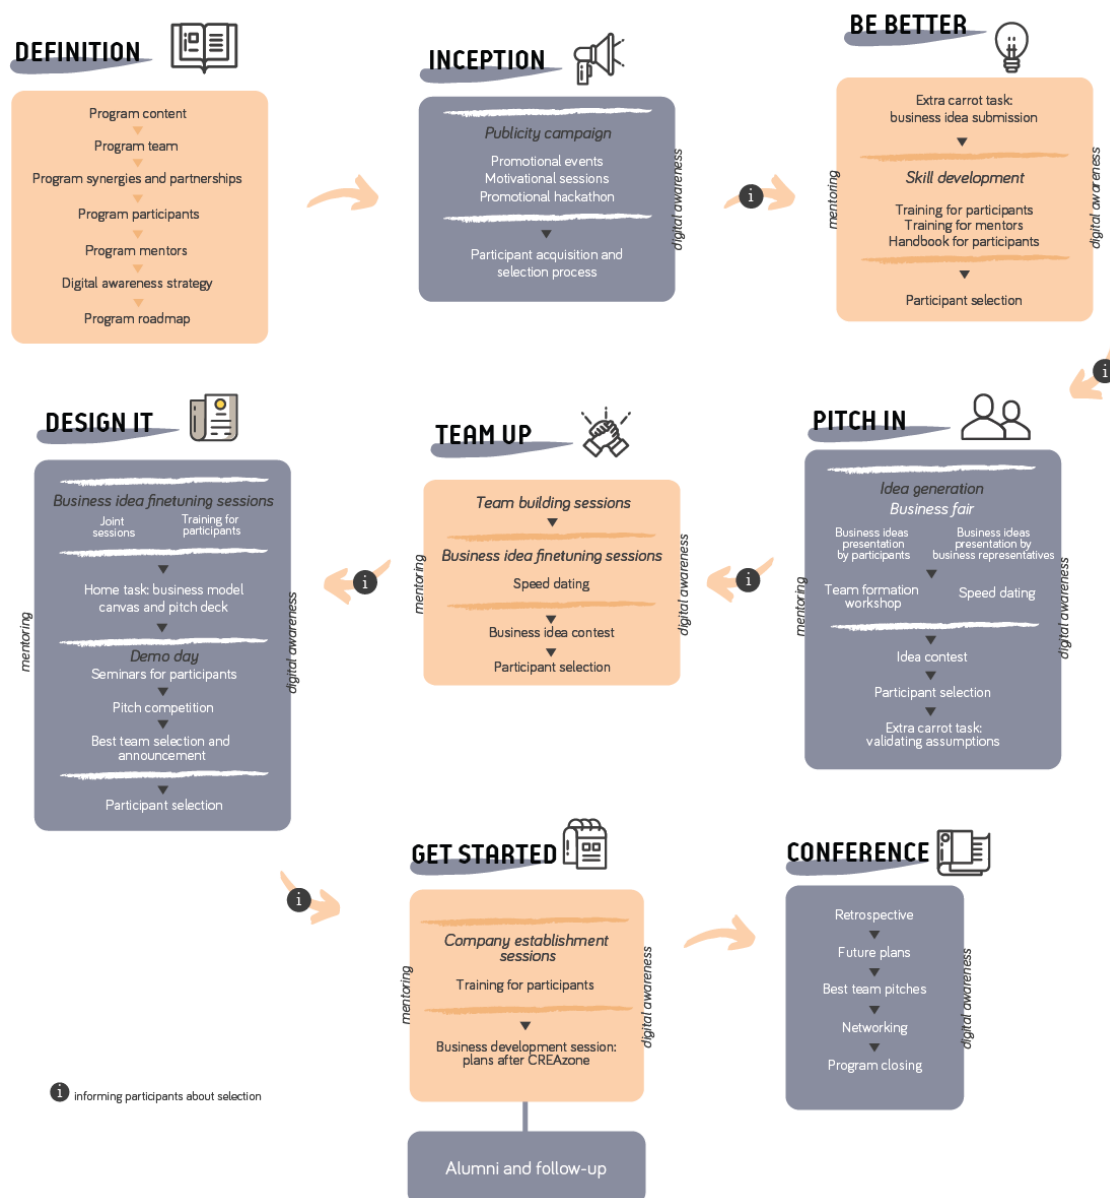 DEFINITION
Program content
Program team
Program synergies and partnerships
Program participants
Program mentors
Digital awareness strategy
Program roadmap
INCEPTION
Publicity campaign
Promotional events
Motivational sessions
Promotional hackathon
Participant acquisition and
selection process
digital awareness
i
BE BETTER
mentoring
Extra carrot task:
business idea submission
Skill development
Training for participants
Training for mentors
Handbook for participants
Participant selection
digital awareness
i
PITCH IN
mentoring
Idea generation
Business fair
Business ideas
presentation
by participants
Business ideas
presentation by
business representatives
Team formation
workshop
Speed dating
Idea contest
Participant selection
Extra carrot task:
validating assumptions
digital awareness
i
TEAM UP
mentoring
Team building sessions
Business idea finetuning sessions
Speed dating
Business idea contest
Participant selection
digital awareness
i
DESIGN IT
mentoring
Business idea finetuning sessions
Joint
sessions
Training for
participants
Home task: business model
canvas and pitch deck
Demo day
Seminars for participants
Pitch competition
Best team selection and
announcement
Participant selection
digital awareness
i
GET STARTED
mentoring
Company establishment
sessions
Training for participants
Business development session:
plans after CREAzone
digital awareness
Alumni and follow-up
CONFERENCE
Retrospective
Future plans
Best team pitches
Networking
Program closing
digital awareness
i informing participants about selection